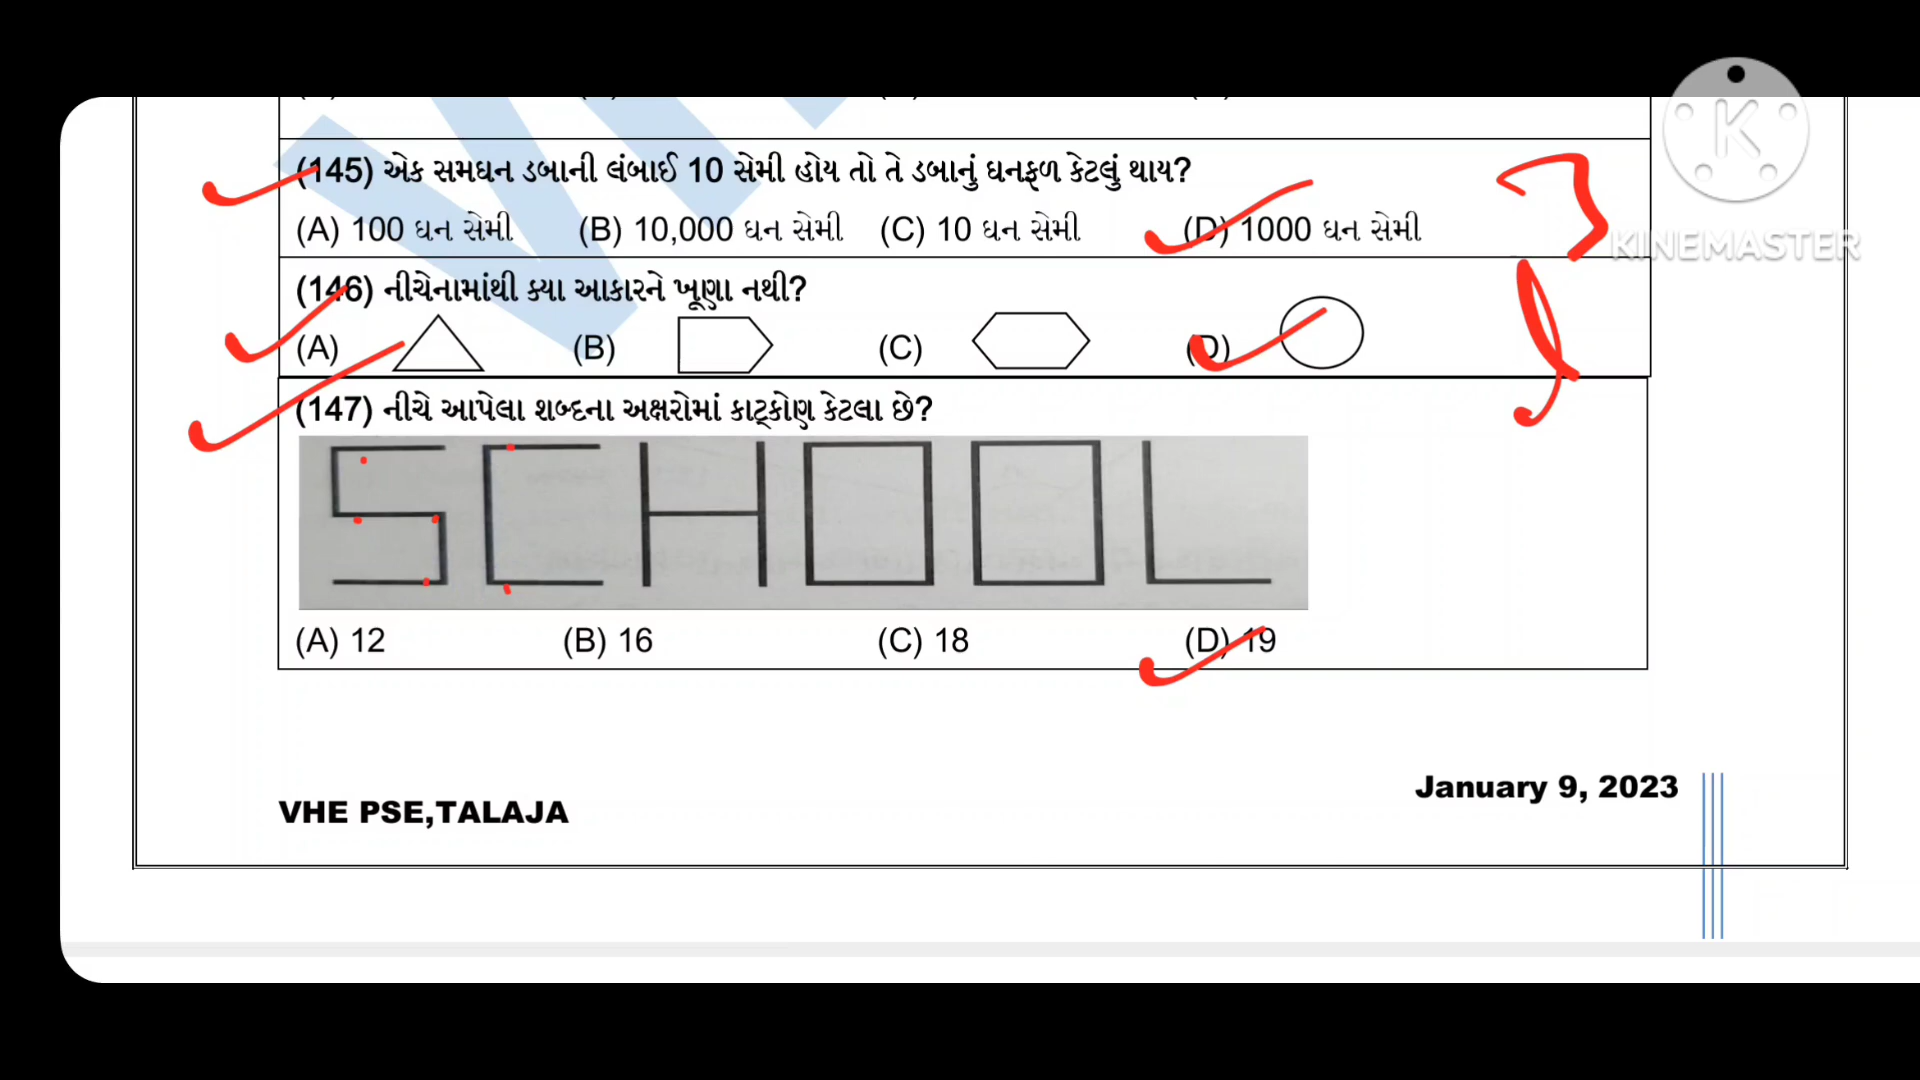 (145) એક સમઘન ડબાની લંબાઈ 10 સેમી હોય તો તે ડબાનું ઘનફળ કેટલું થાય?
(A) 100 ઘન સેમી (B) 10,000 ઘન સેમી (C) 10 ઘન સેમી (D) 1000 ઘન સેમી
(146) નીચેનામાંથી ક્યા આકારને ખૂણા નથી?
(A) (B) (C) (D)
(147) નીચે આપેલા શબ્દના અક્ષરોમાં કાટ્કોણ કેટલા છે?
SCHOOL
(A) 12 (B) 16 (C) 18 (D) 19
January 9, 2023
VHE PSE,TALAJA
K
KINEMASTER